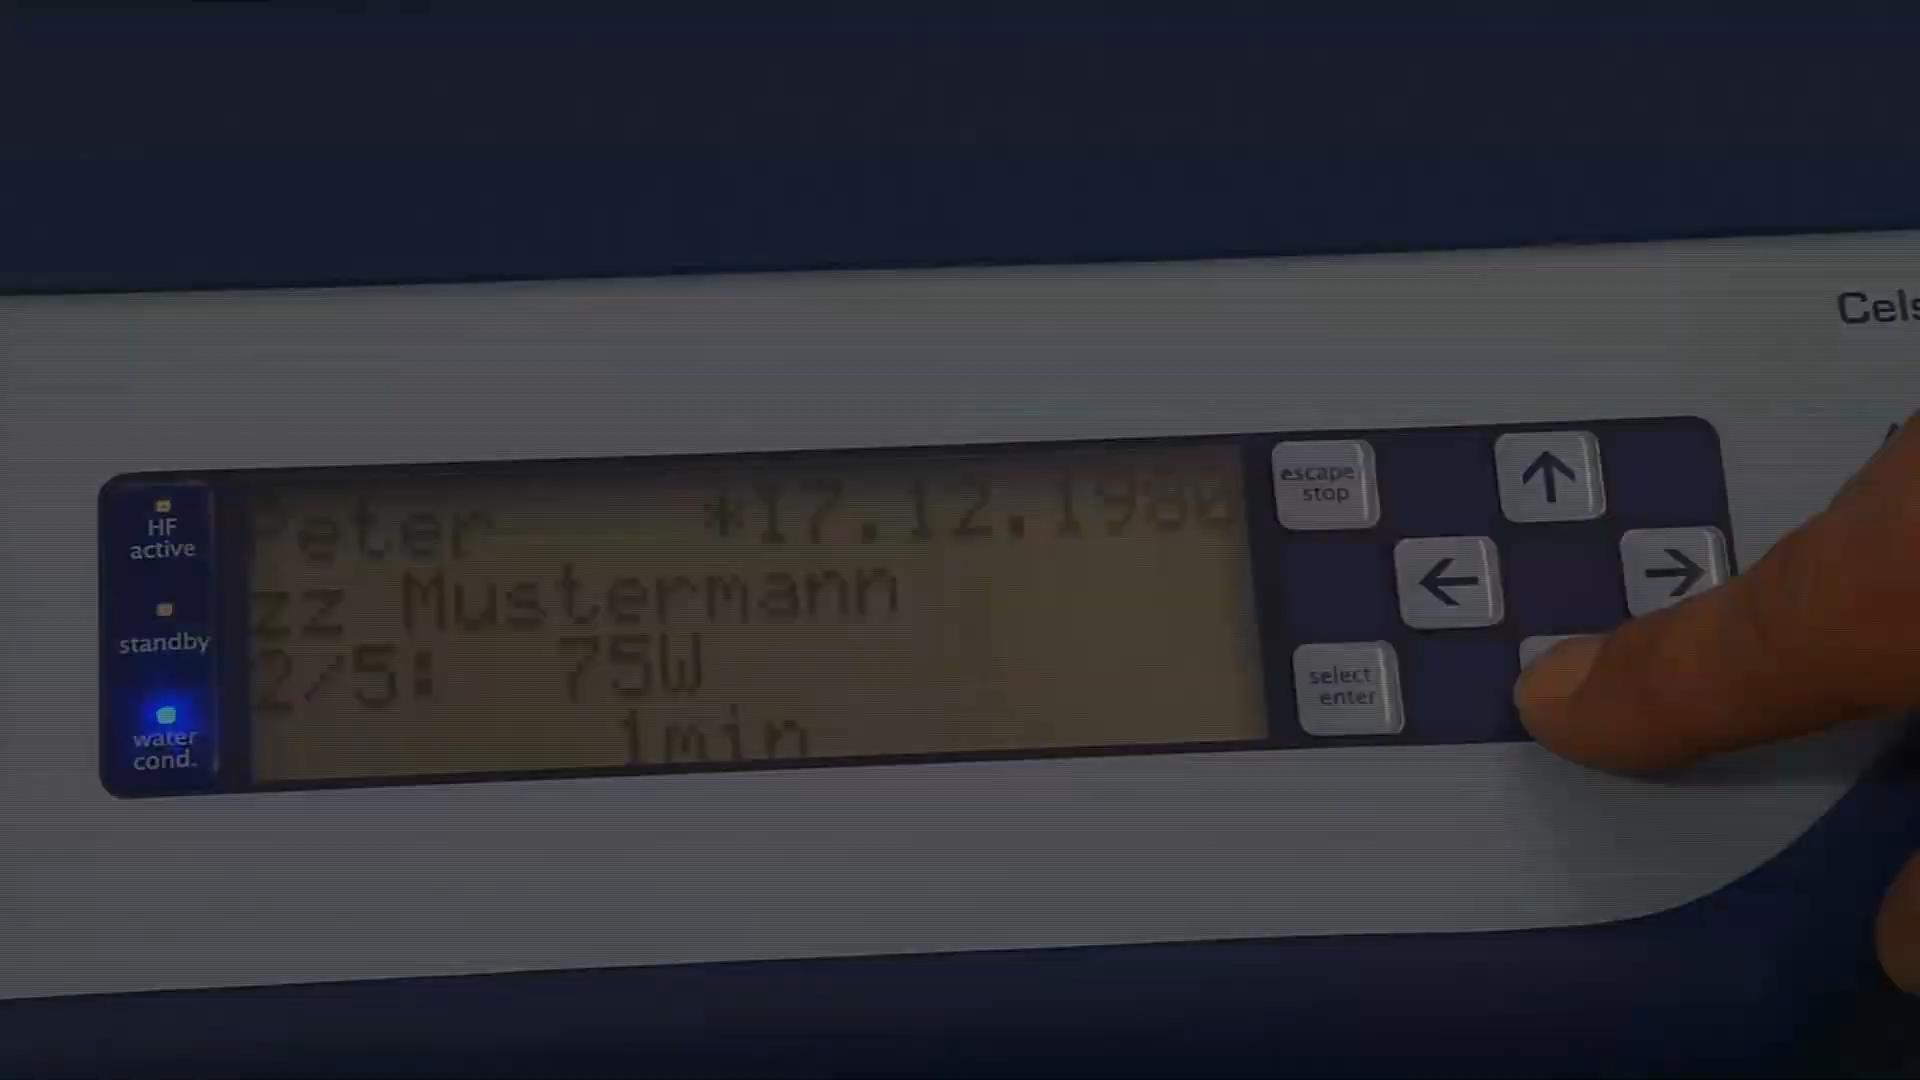 Cels
HF
active
standby
water
cond.
Peter *17.12.1980
zz Mustermann
2/5: 75W
1min
escape
stop
select
enter